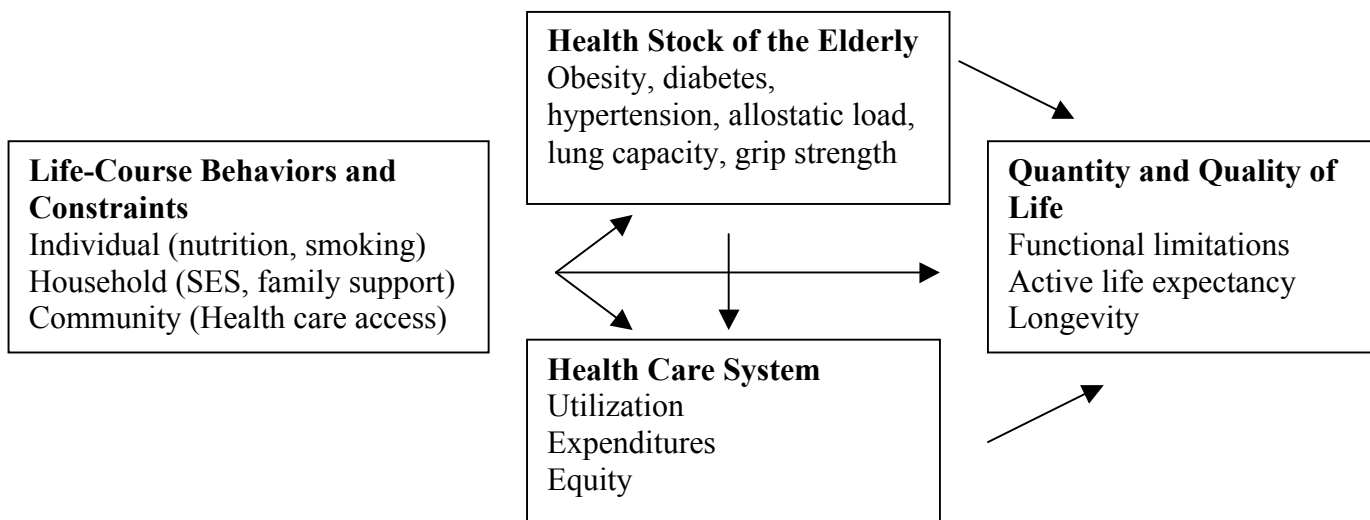 Health Stock of the Elderly
Obesity, diabetes,
hypertension, allostatic load,
lung capacity, grip strength
Life-Course Behaviors and
Constraints
Individual (nutrition, smoking)
Household (SES, family support)
Community (Health care access)
Quantity and Quality of
Life
Functional limitations
Active life expectancy
Longevity
Health Care System
Utilization
Expenditures
Equity